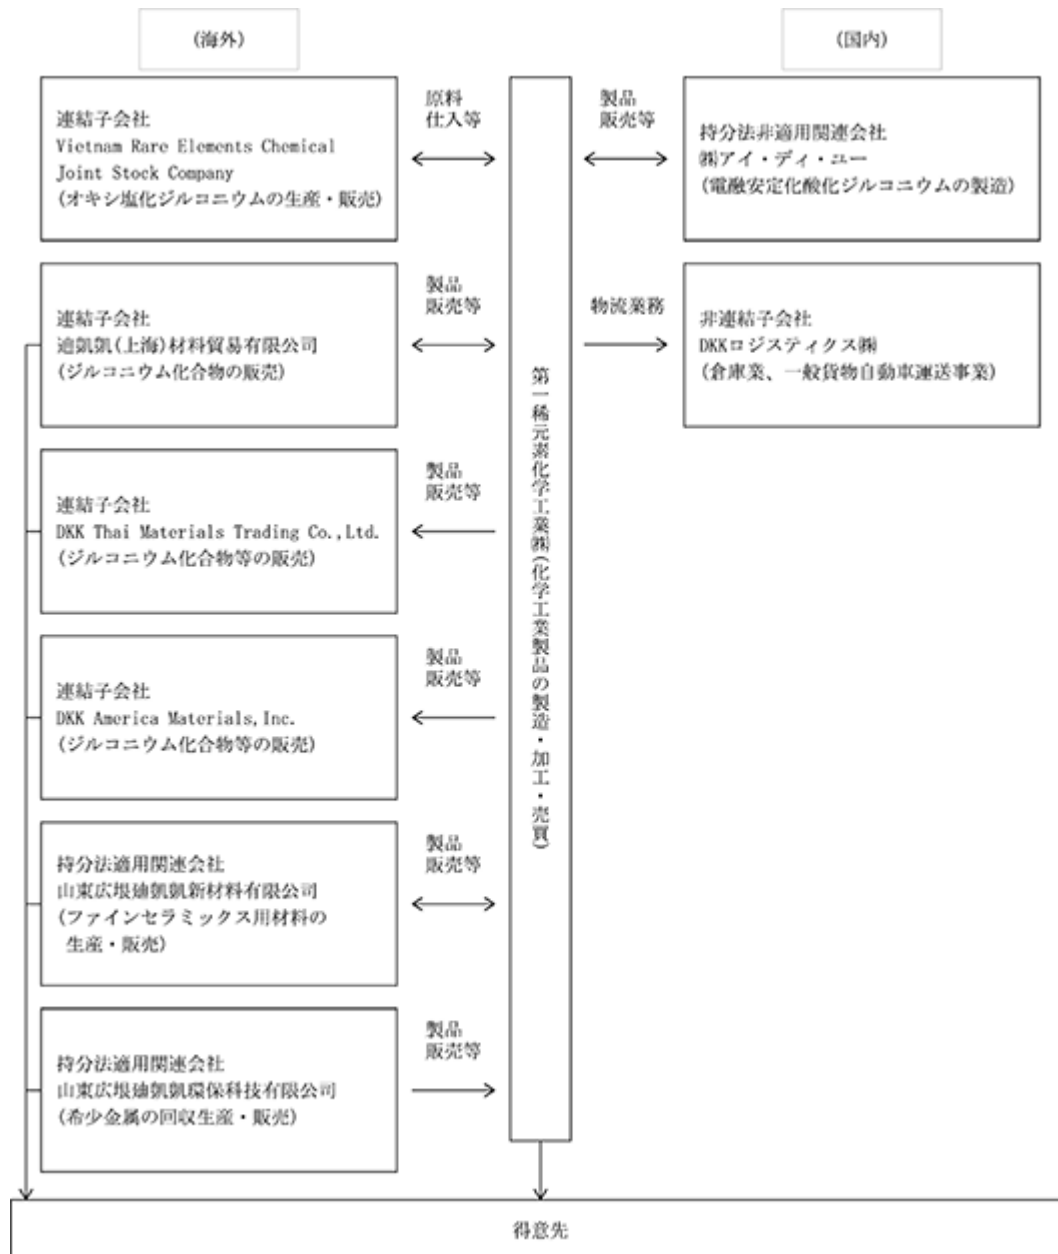 (海外)
(国内)
連結子会社
Vietnam Rare Elements Chemical
Joint Stock Company
(オキシ塩化ジルコニウムの生産・販売)
原料
仕入等
製品
販売等
持分法非適用関連会社
㈱アイ・ディ・ユー
(電融安定化酸化ジルコニウムの製造)
連結子会社
迪凱凱(上海)材料貿易有限公司
(ジルコニウム化合物の販売)
製品
販売等
物流業務
非連結子会社
DKKロジスティクス㈱
(倉庫業、一般貨物自動車運送事業)
第一稀元素化学工業㈱(化学工業製品の製造・加工・売買)
連結子会社
DKK Thai Materials Trading Co.,Ltd.
(ジルコニウム化合物等の販売)
製品
販売等
連結子会社
DKK America Materials,Inc.
(ジルコニウム化合物等の販売)
製品
販売等
持分法適用関連会社
山東広垠迪凱凱新材料有限公司
(ファインセラミックス用材料の
生産・販売)
製品
販売等
持分法適用関連会社
山東広垠迪凱凱環保科技有限公司
(希少金属の回収生産・販売)
製品
販売等
得意先